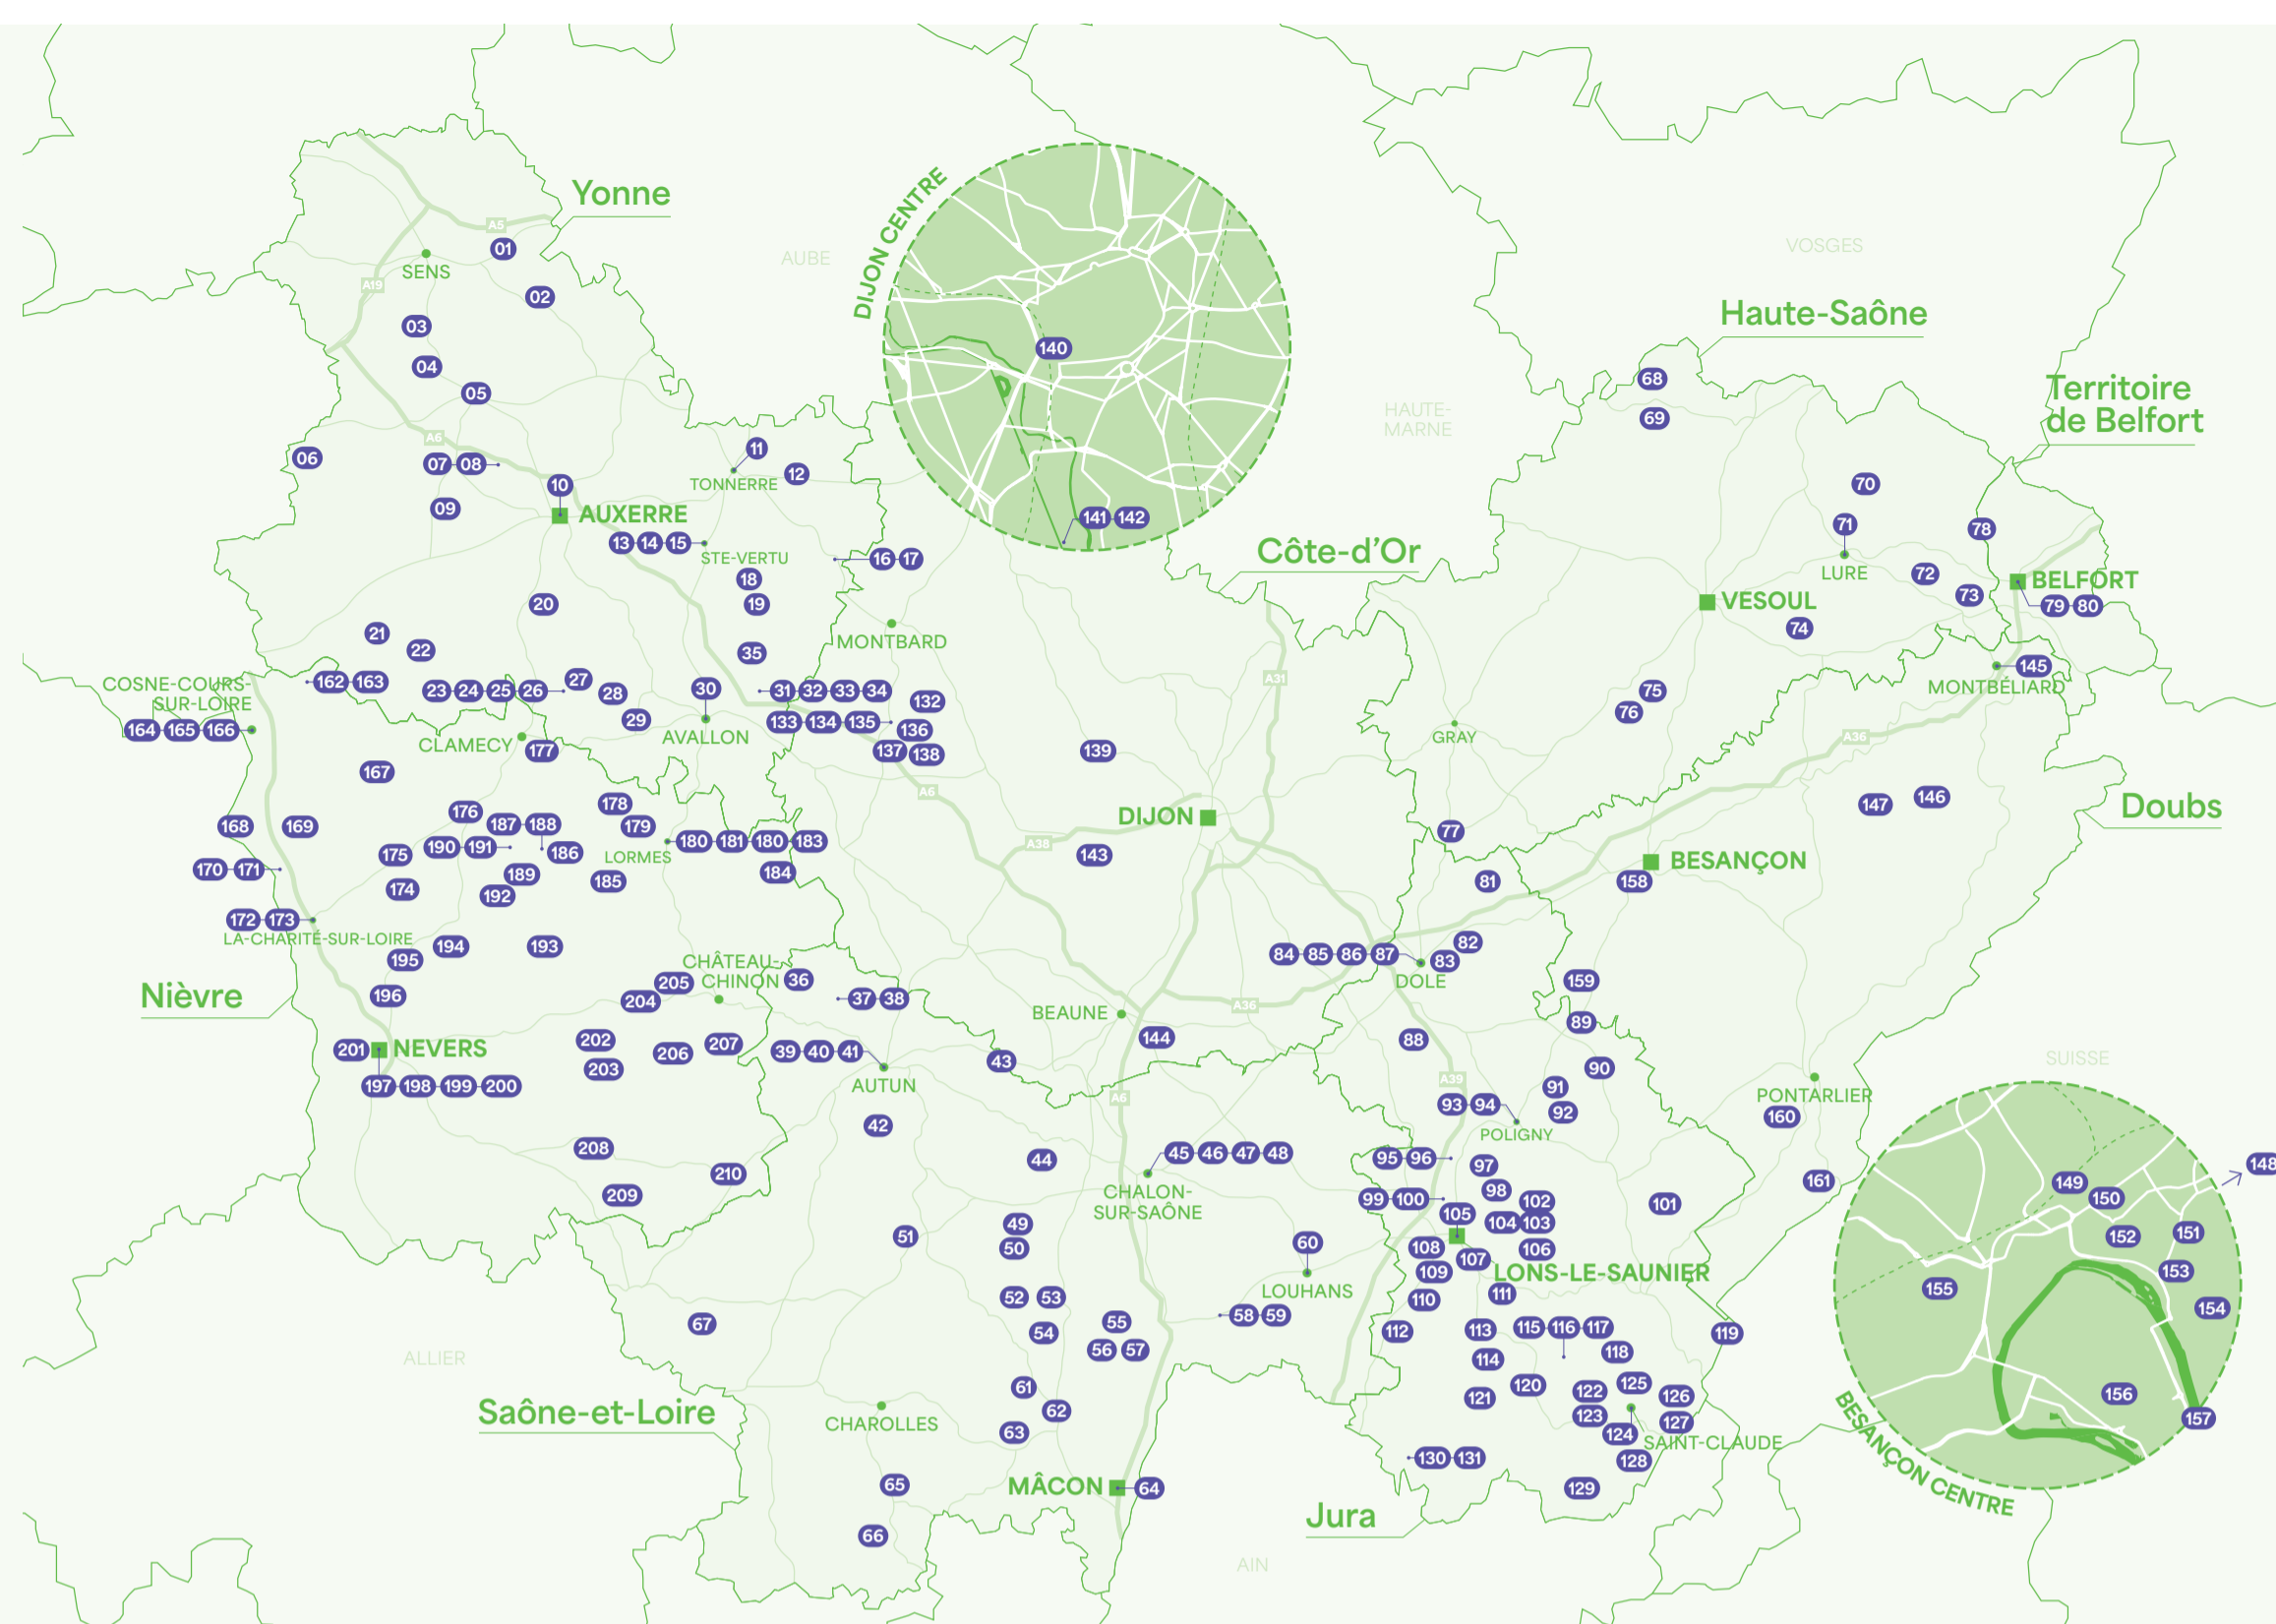 Yonne
A5
01
SENS
A19
02
03
04
05
A6
06
07 08
09
10
AUXERRE
11
TONNERRE
12
13 14 15
STE-VERTU
16 17
18
19
20
21
22
35
AUBE
DIJON CENTRE
140
141 142
Côte-d’Or
HAUTE-
MARNE
VOSGES
Haute-Saône
68
69
Territoire
de Belfort
70
71
LURE
78
72
73
BELFORT
79 80
VESOUL
74
145
MONTBÉLIARD
75
76
GRAY
77
MONTBARD
A31
COSNE-COURS-
SUR-LOIRE
162 163
164 165 166
23 24 25 26
27
28
29
30
AVALLON
31 32 33 34
132
133 134 135
136
137
138
139
CLAMECY
177
167
A6
A38
DIJON
143
A36
147
146
Doubs
BESANÇON
158
168
169
170 171
172 173
LA-CHARITÉ-SUR-LOIRE
176
187 188
178
179
175
190 191
186
LORMES
180 181 180 183
184
174
189
185
192
195
194
193
196
Nièvre
CHÂTEAU-
CHINON
205
204
36
37 38
81
82
84 85 86 87
83
DOLE
159
A36
BEAUNE
144
201
NEVERS
197 198 199 200
202
203
206
207
39 40 41
AUTUN
43
42
88
89
90
A39
91
92
93 94
POLIGNY
A6
SUISSE
PONTARLIER
160
161
208
209
210
44
45 46 47 48
CHALON-
SUR-SAÔNE
95 96
97
98
99 100
101
102
103
104
105
106
107
108
109
110
LONS-LE-SAUNIER
111
49
50
51
52
53
54
55
56
57
60
LOUHANS
58 59
67
ALLIER
61
62
63
Saône-et-Loire
CHAROLLES
65
66
MÂCON
64
112
113
114
115 116 117
118
119
120
121
122
123
124
125
126
127
SAINT-CLAUDE
128
129
130 131
Jura
AIN
148
149
150
151
152
153
154
155
156
157
BESANÇON CENTRE